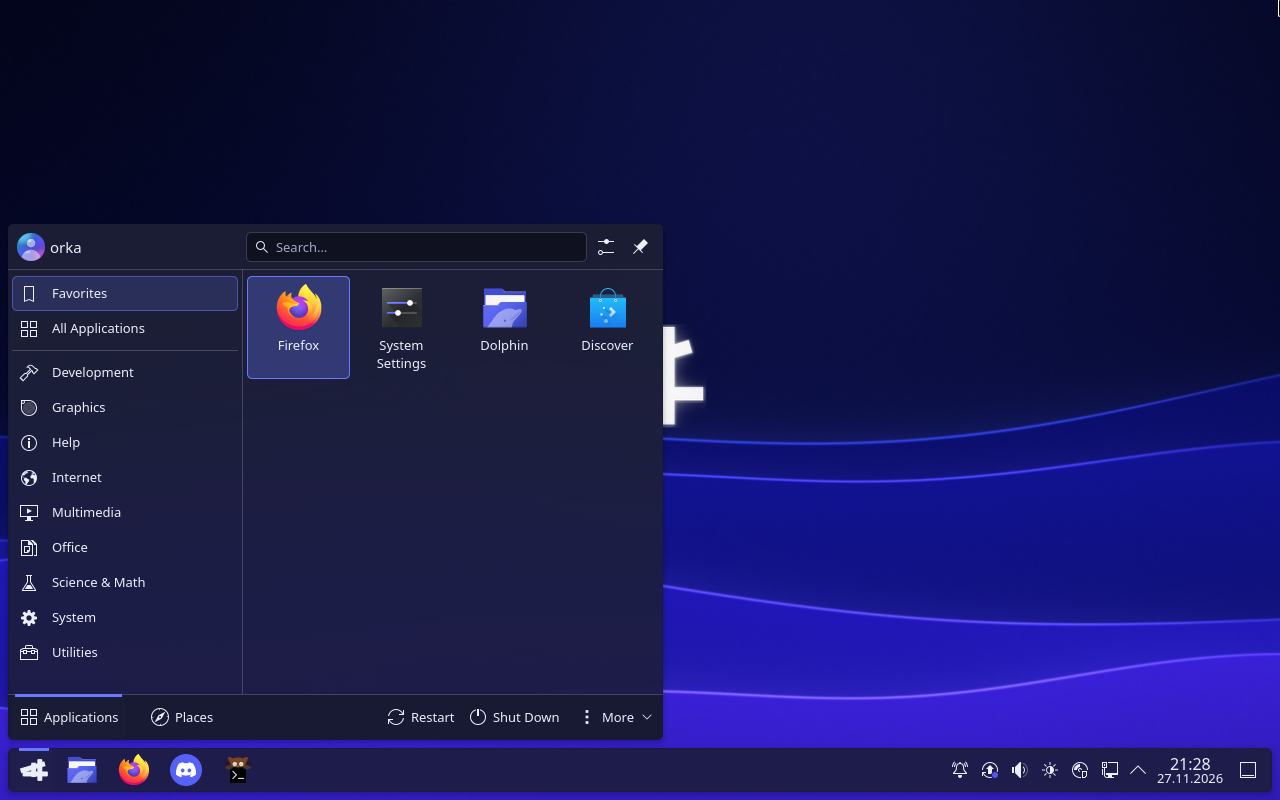 orka
Search...
Favorites
All Applications
Development
Graphics
Help
Internet
Multimedia
Office
Science & Math
System
Utilities
Firefox
System
Settings
Dolphin
Discover
Applications
Places
Restart
Shut Down
More
21:28
27.11.2026